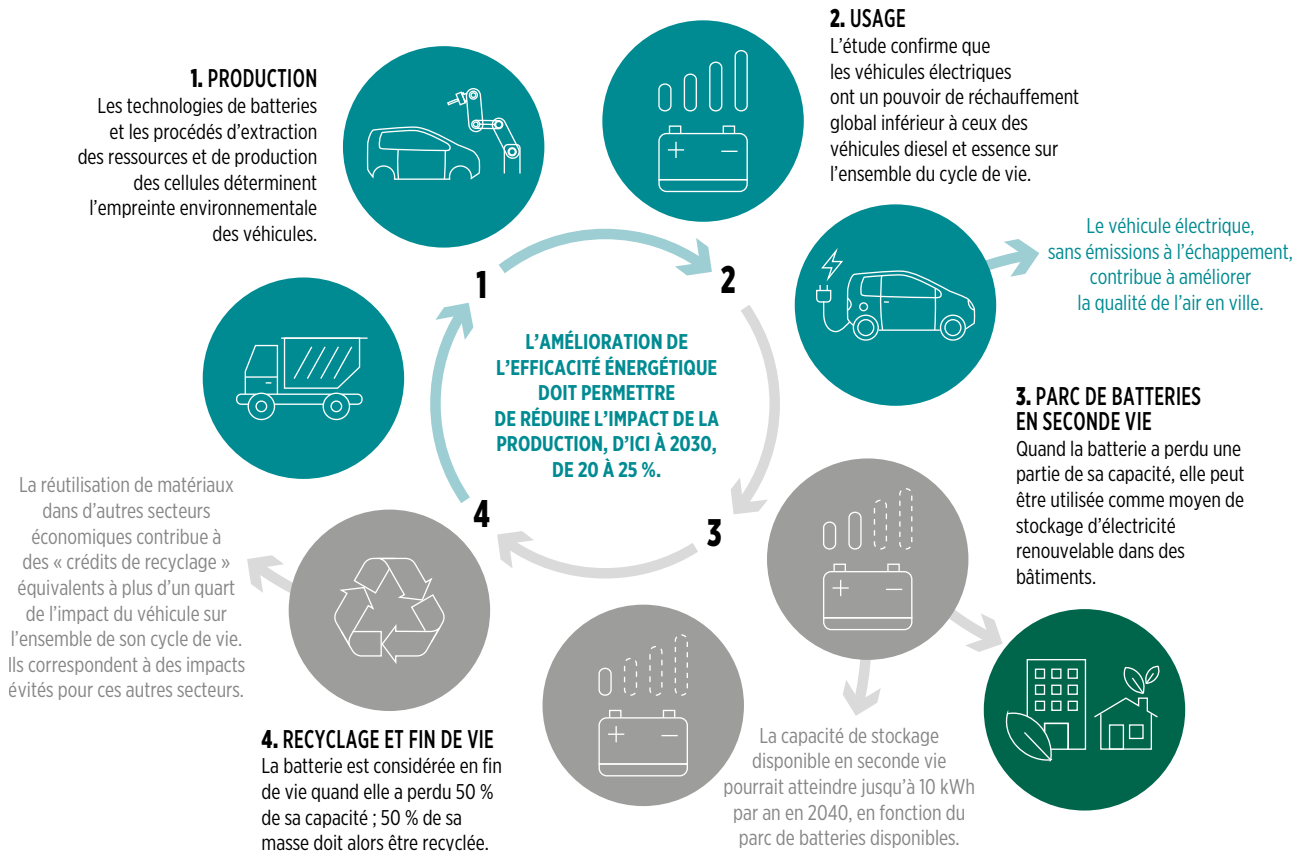 1. PRODUCTION
Les technologies de batteries
et les procédés d’extraction
des ressources et de production
des cellules déterminent
l’empreinte environnementale
des véhicules.
2. USAGE
L’étude confirme que
les véhicules électriques
ont un pouvoir de réchauffement
global inférieur à ceux des
véhicules diesel et essence sur
l’ensemble du cycle de vie.
Le véhicule électrique,
sans émissions à l’échappement,
contribue à améliorer
la qualité de l’air en ville.
1
2
3
4
L’AMÉLIORATION DE
L’EFFICACITÉ ÉNERGÉTIQUE
DOIT PERMETTRE
DE RÉDUIRE L’IMPACT DE LA
PRODUCTION, D’ICI À 2030,
DE 20 À 25 %.
3. PARC DE BATTERIES
EN SECONDE VIE
Quand la batterie a perdu une
partie de sa capacité, elle peut
être utilisée comme moyen de
stockage d’électricité
renouvelable dans des
bâtiments.
La capacité de stockage
disponible en seconde vie
pourrait atteindre jusqu’à 10 kWh
par an en 2040, en fonction du
parc de batteries disponibles.
4. RECYCLAGE ET FIN DE VIE
La batterie est considérée en fin
de vie quand elle a perdu 50 %
de sa capacité ; 50 % de sa
masse doit alors être recyclée.
La réutilisation de matériaux
dans d’autres secteurs
économiques contribue à
des « crédits de recyclage »
équivalents à plus d’un quart
de l’impact du véhicule sur
l’ensemble de son cycle de vie.
Ils correspondent à des impacts
évités pour ces autres secteurs.